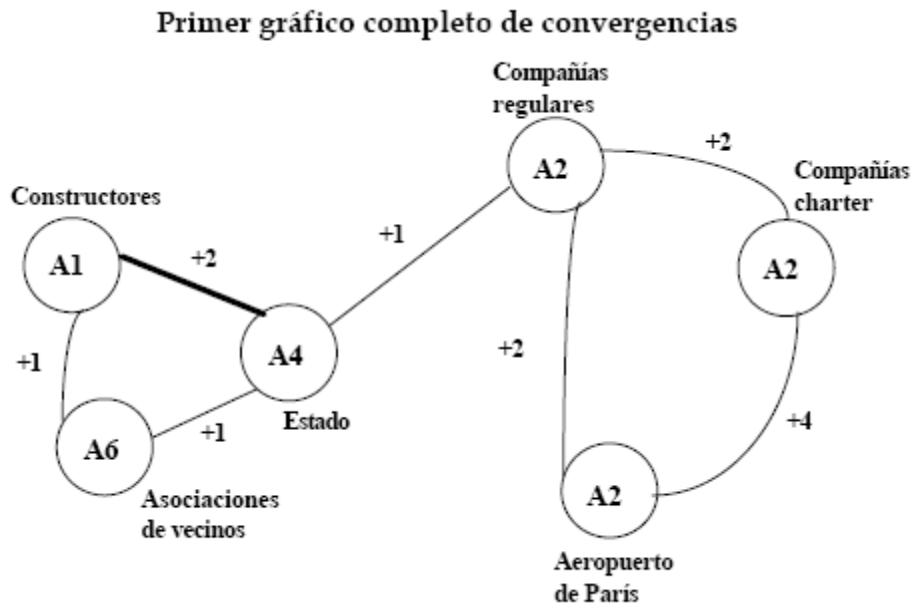 Primer gráfico completo de convergencias
Compañías
regulares
A2
+2
Compañías
charter
A2
Constructores
A1
+2
+1
A4
Estado
+1
+1
A6
Asociaciones
de vecinos
+2
+4
A2
Aeropuerto
de París